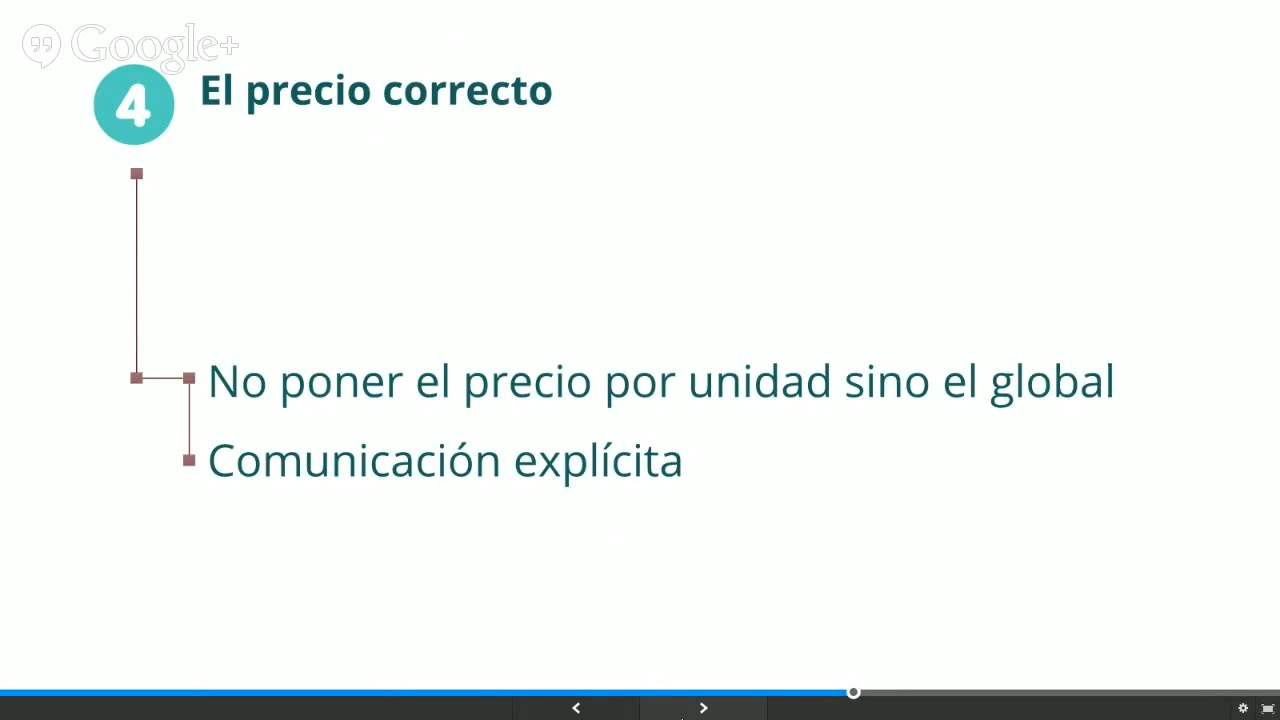 Google+
4
El precio correcto
No poner el precio por unidad sino el global
Comunicación explícita